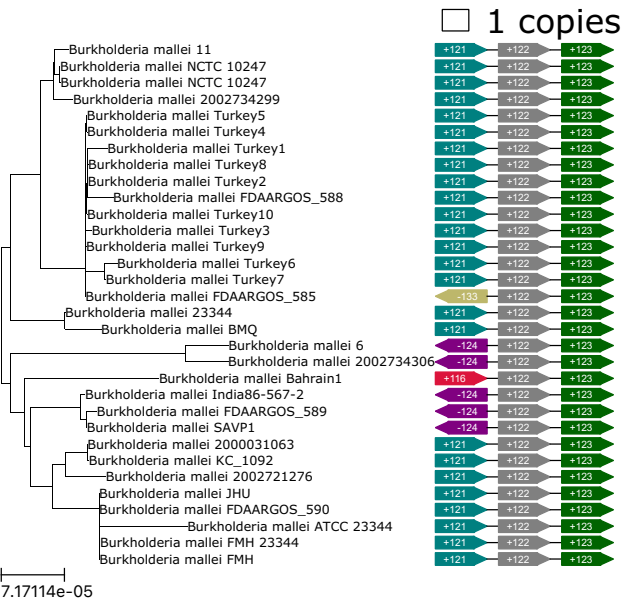 1 copies
Burkholderia mallei 11 +121 +122 +123
Burkholderia mallei NCTC 10247 +121 +122 +123
Burkholderia mallei NCTC 10247 +121 +122 +123
Burkholderia mallei 2002734299 +121 +122 +123
Burkholderia mallei Turkey5 +121 +122 +123
Burkholderia mallei Turkey4 +121 +122 +123
Burkholderia mallei Turkey1 +121 +122 +123
Burkholderia mallei Turkey8 +121 +122 +123
Burkholderia mallei Turkey2 +121 +122 +123
Burkholderia mallei FDAARGOS_588 +121 +122 +123
Burkholderia mallei Turkey10 +121 +122 +123
Burkholderia mallei Turkey3 +121 +122 +123
Burkholderia mallei Turkey9 +121 +122 +123
Burkholderia mallei Turkey6 +121 +122 +123
Burkholderia mallei Turkey7 +121 +122 +123
Burkholderia mallei FDAARGOS_585 -133 +122 +123
Burkholderia mallei 23344 +121 +122 +123
Burkholderia mallei BMQ +121 +122 +123
Burkholderia mallei 6 -124 +122 +123
Burkholderia mallei 2002734306 -124 +122 +123
Burkholderia mallei Bahrain1 +116 +122 +123
Burkholderia mallei India86-567-2 -124 +122 +123
Burkholderia mallei FDAARGOS_589 -124 +122 +123
Burkholderia mallei SAVP1 -124 +122 +123
Burkholderia mallei 2000031063 +121 +122 +123
Burkholderia mallei KC_1092 +121 +122 +123
Burkholderia mallei 2002721276 +121 +122 +123
Burkholderia mallei JHU +121 +122 +123
Burkholderia mallei FDAARGOS_590 +121 +122 +123
Burkholderia mallei ATCC 23344 +121 +122 +123
Burkholderia mallei FMH 23344 +121 +122 +123
Burkholderia mallei FMH +121 +122 +123
7.17114e-05